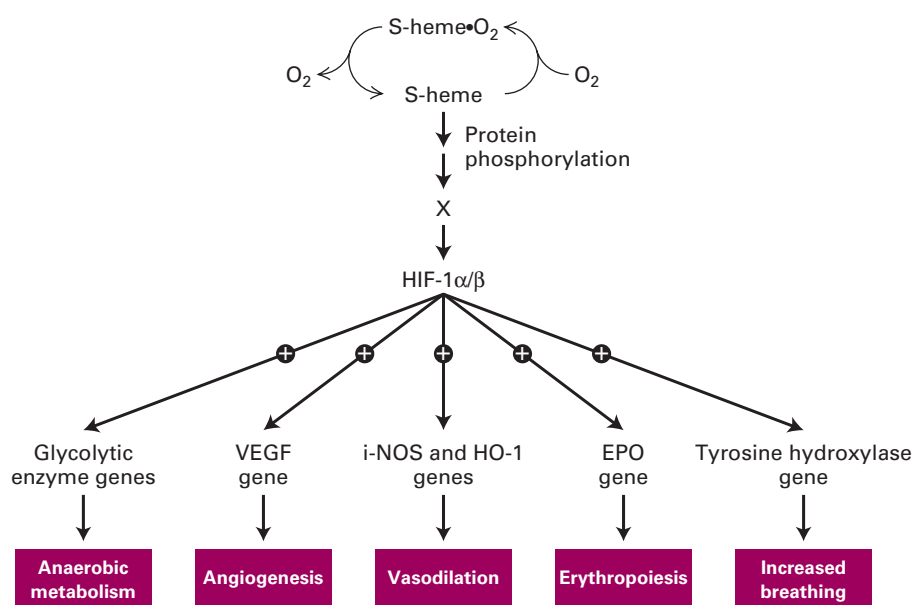 S-heme•O₂
O₂
O₂
S-heme
Protein
phosphorylation
X
HIF-1α/β
+ + + + +
Glycolytic
enzyme genes
VEGF
gene
i-NOS and HO-1
genes
EPO
gene
Tyrosine hydroxylase
gene
Anaerobic
metabolism
Angiogenesis
Vasodilation
Erythropoiesis
Increased
breathing